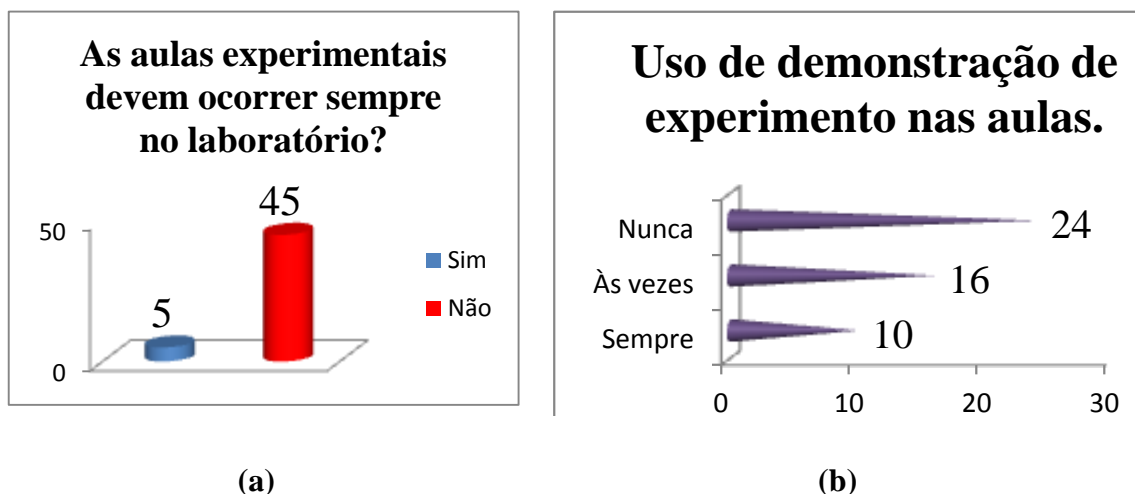 As aulas experimentais
devem ocorrer sempre
no laboratório?
45
50
5
0
Sim
Não
(a)
Uso de demonstração de
experimento nas aulas.
Nunca
24
Às vezes
16
Sempre
10
0 10 20 30
(b)